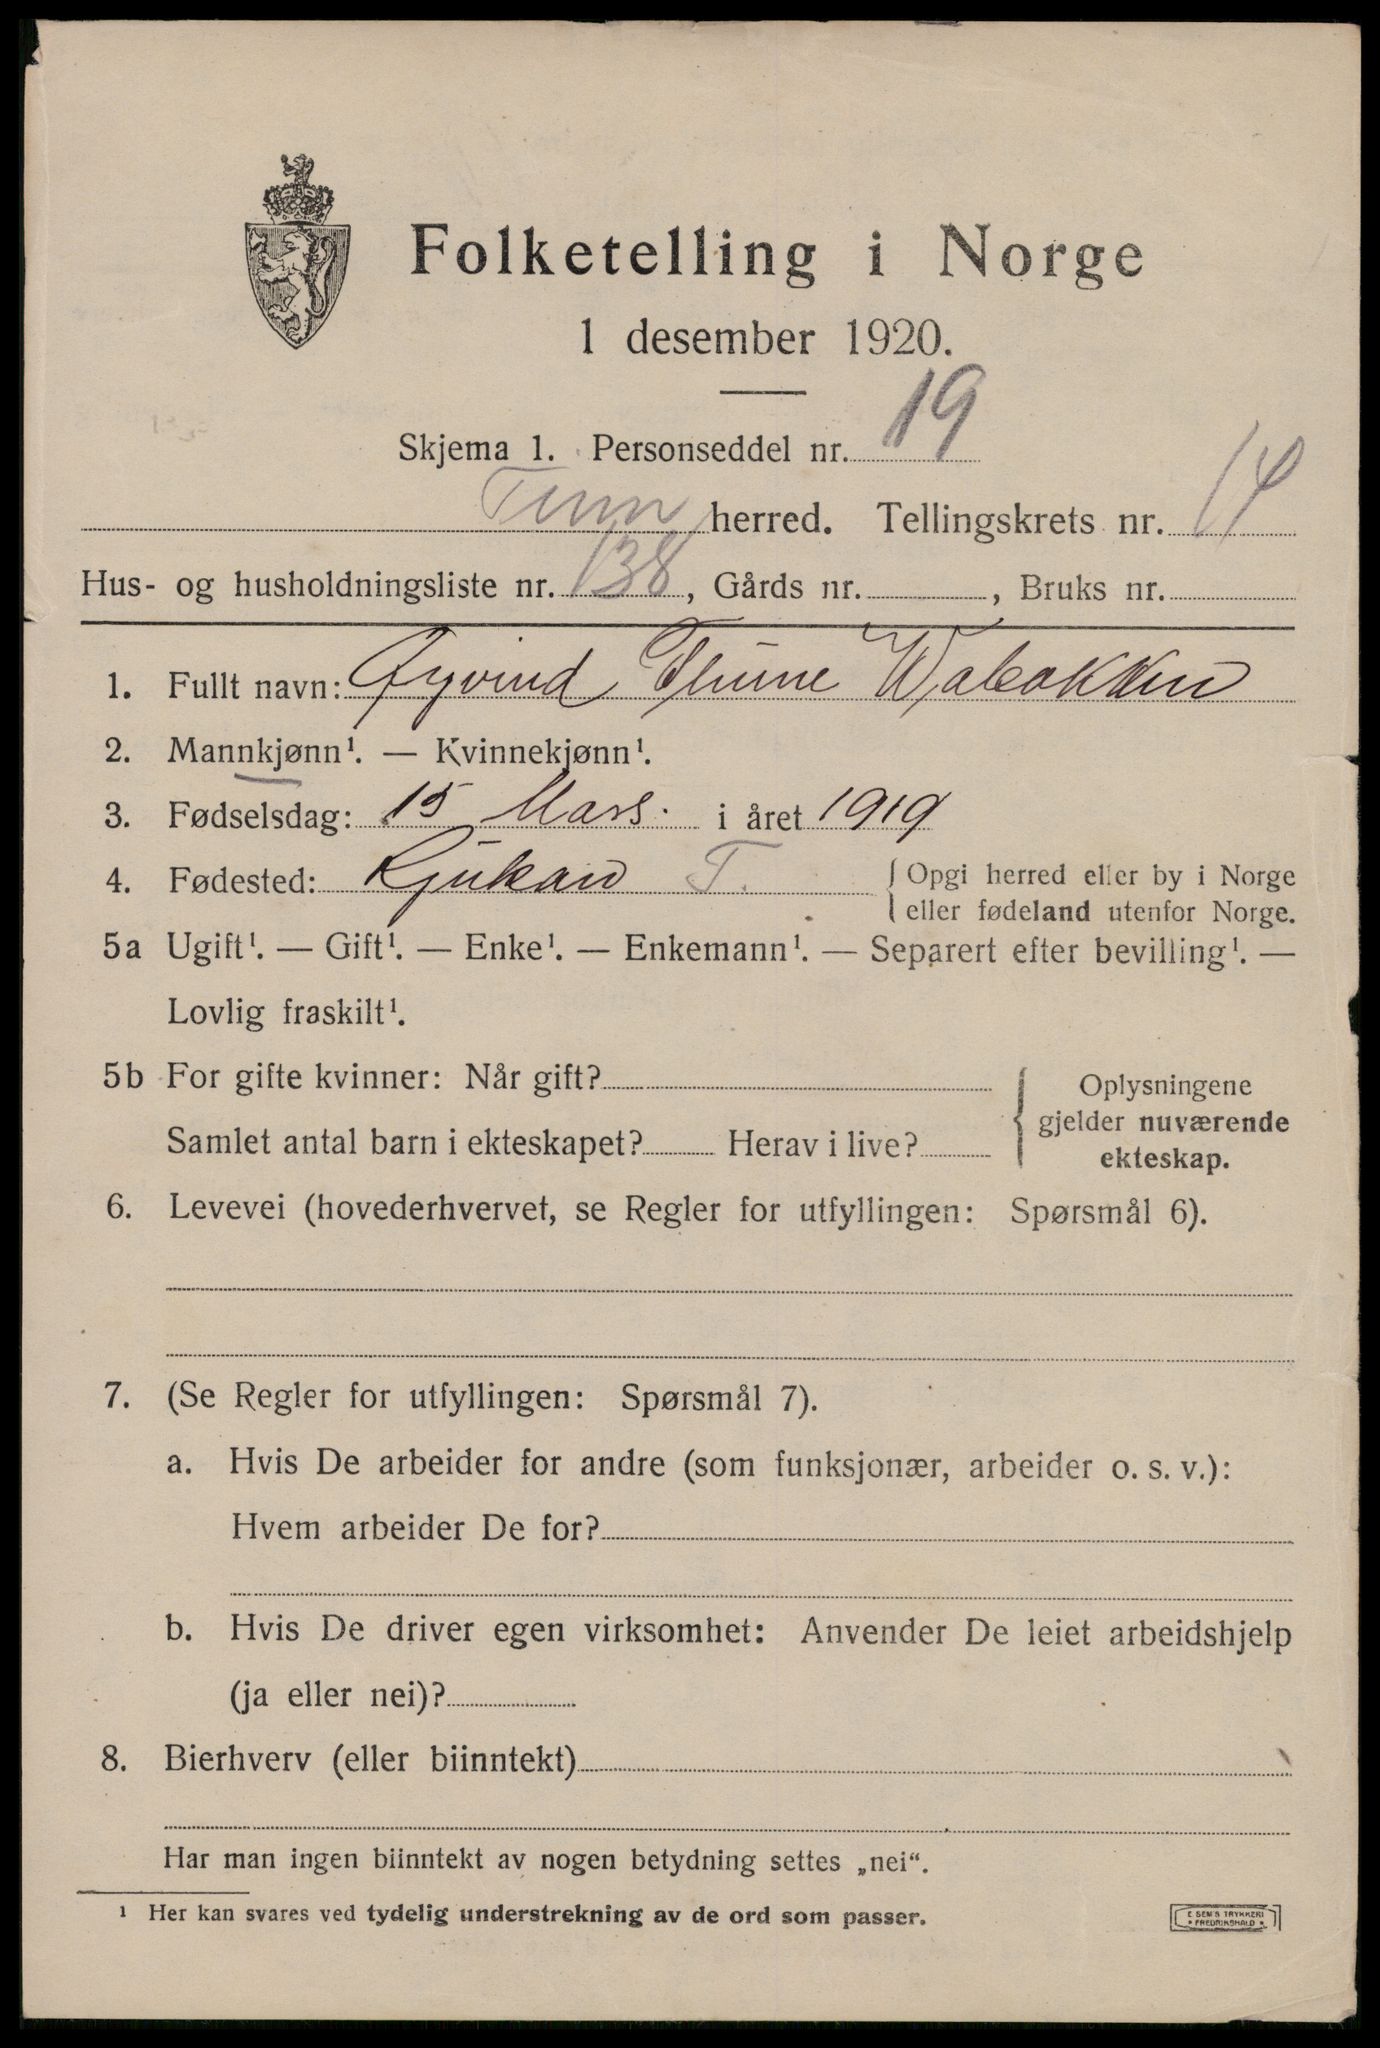 Folketelling i Norge
1 desember 1920.
Skjema 1. Personseddel nr. 19
Tinn herred. Tellingskrets nr. 14
Hus- og husholdningsliste nr. 138, Gårds nr. , Bruks nr.
1. Fullt navn: Øyvind Thune Wabakken
2. Mannkjønn¹. — Kvinnekjønn¹.
3. Fødselsdag: 15 Mars. i året 1919
4. Fødested: Rjukan T. { Opgi herred eller by i Norge
eller fødeland utenfor Norge.
5a Ugift¹. — Gift¹. — Enke¹. — Enkemann¹. — Separert efter bevilling¹. —
Lovlig fraskilt¹.
5b For gifte kvinner: Når gift? { Oplysningene
gjelder nuværende
Samlet antal barn i ekteskapet? Herav i live? ekteskap.
6. Levevei (hovederhvervet, se Regler for utfyllingen: Spørsmål 6).
7. (Se Regler for utfyllingen: Spørsmål 7).
a. Hvis De arbeider for andre (som funksjonær, arbeider o. s. v.):
Hvem arbeider De for?
b. Hvis De driver egen virksomhet: Anvender De leiet arbeidshjelp
(ja eller nei)?
8. Bierhverv (eller biinntekt)
Har man ingen biinntekt av nogen betydning settes „nei“.
¹ Her kan svares ved tydelig understrekning av de ord som passer.
E SEM'S TRYKKERI
FREDRIKSHALD